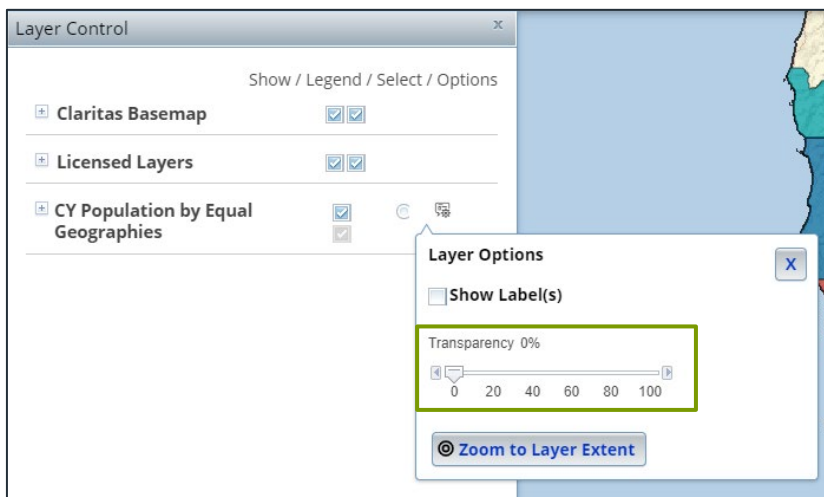 Layer Control x
Show / Legend / Select / Options
Claritas Basemap
Licensed Layers
CY Population by Equal
Geographies
Layer Options
X
Show Label(s)
Transparency 0%
0 20 40 60 80 100
Zoom to Layer Extent